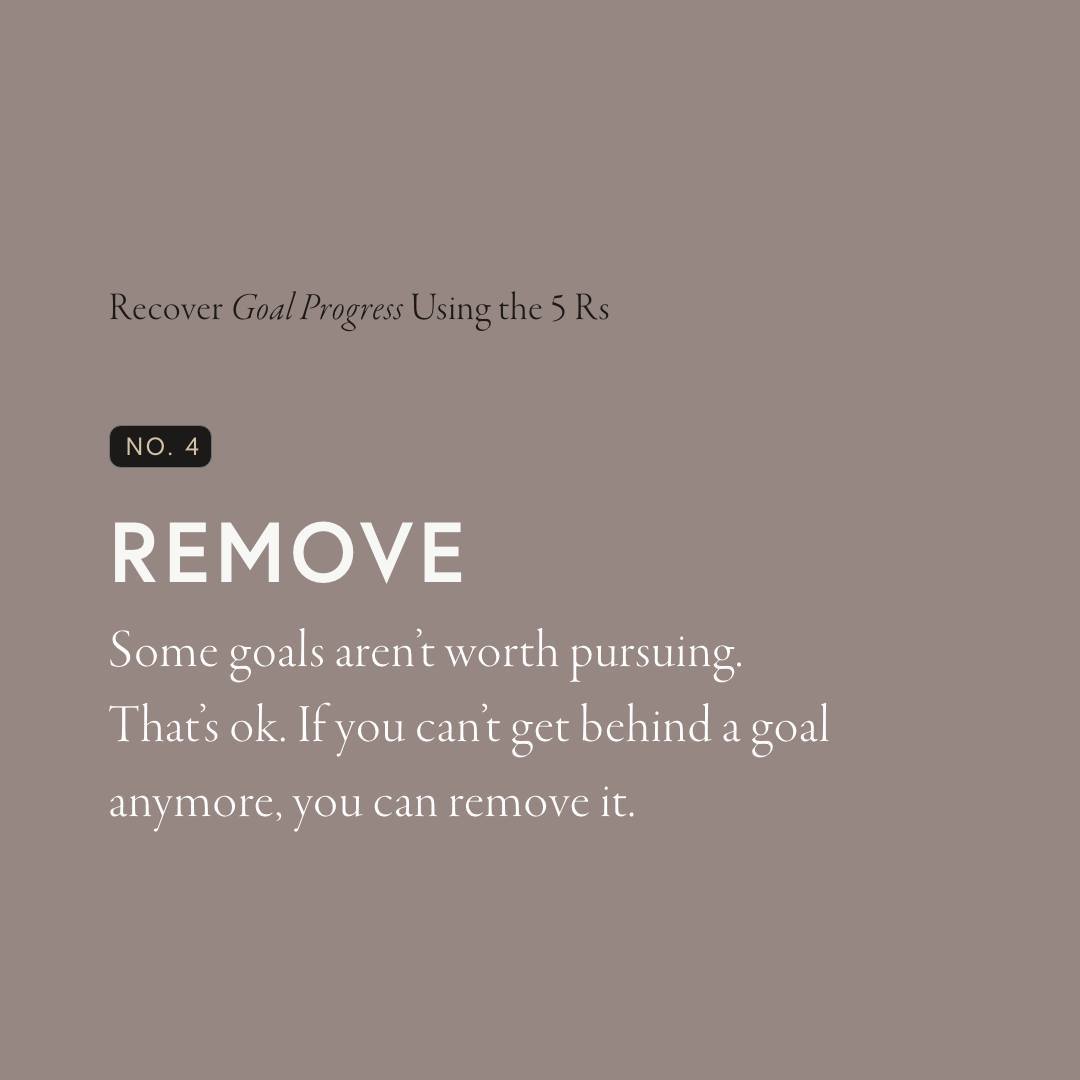 Recover Goal Progress Using the 5 Rs
NO. 4
REMOVE
Some goals aren’t worth pursuing.
That’s ok. If you can’t get behind a goal
anymore, you can remove it.